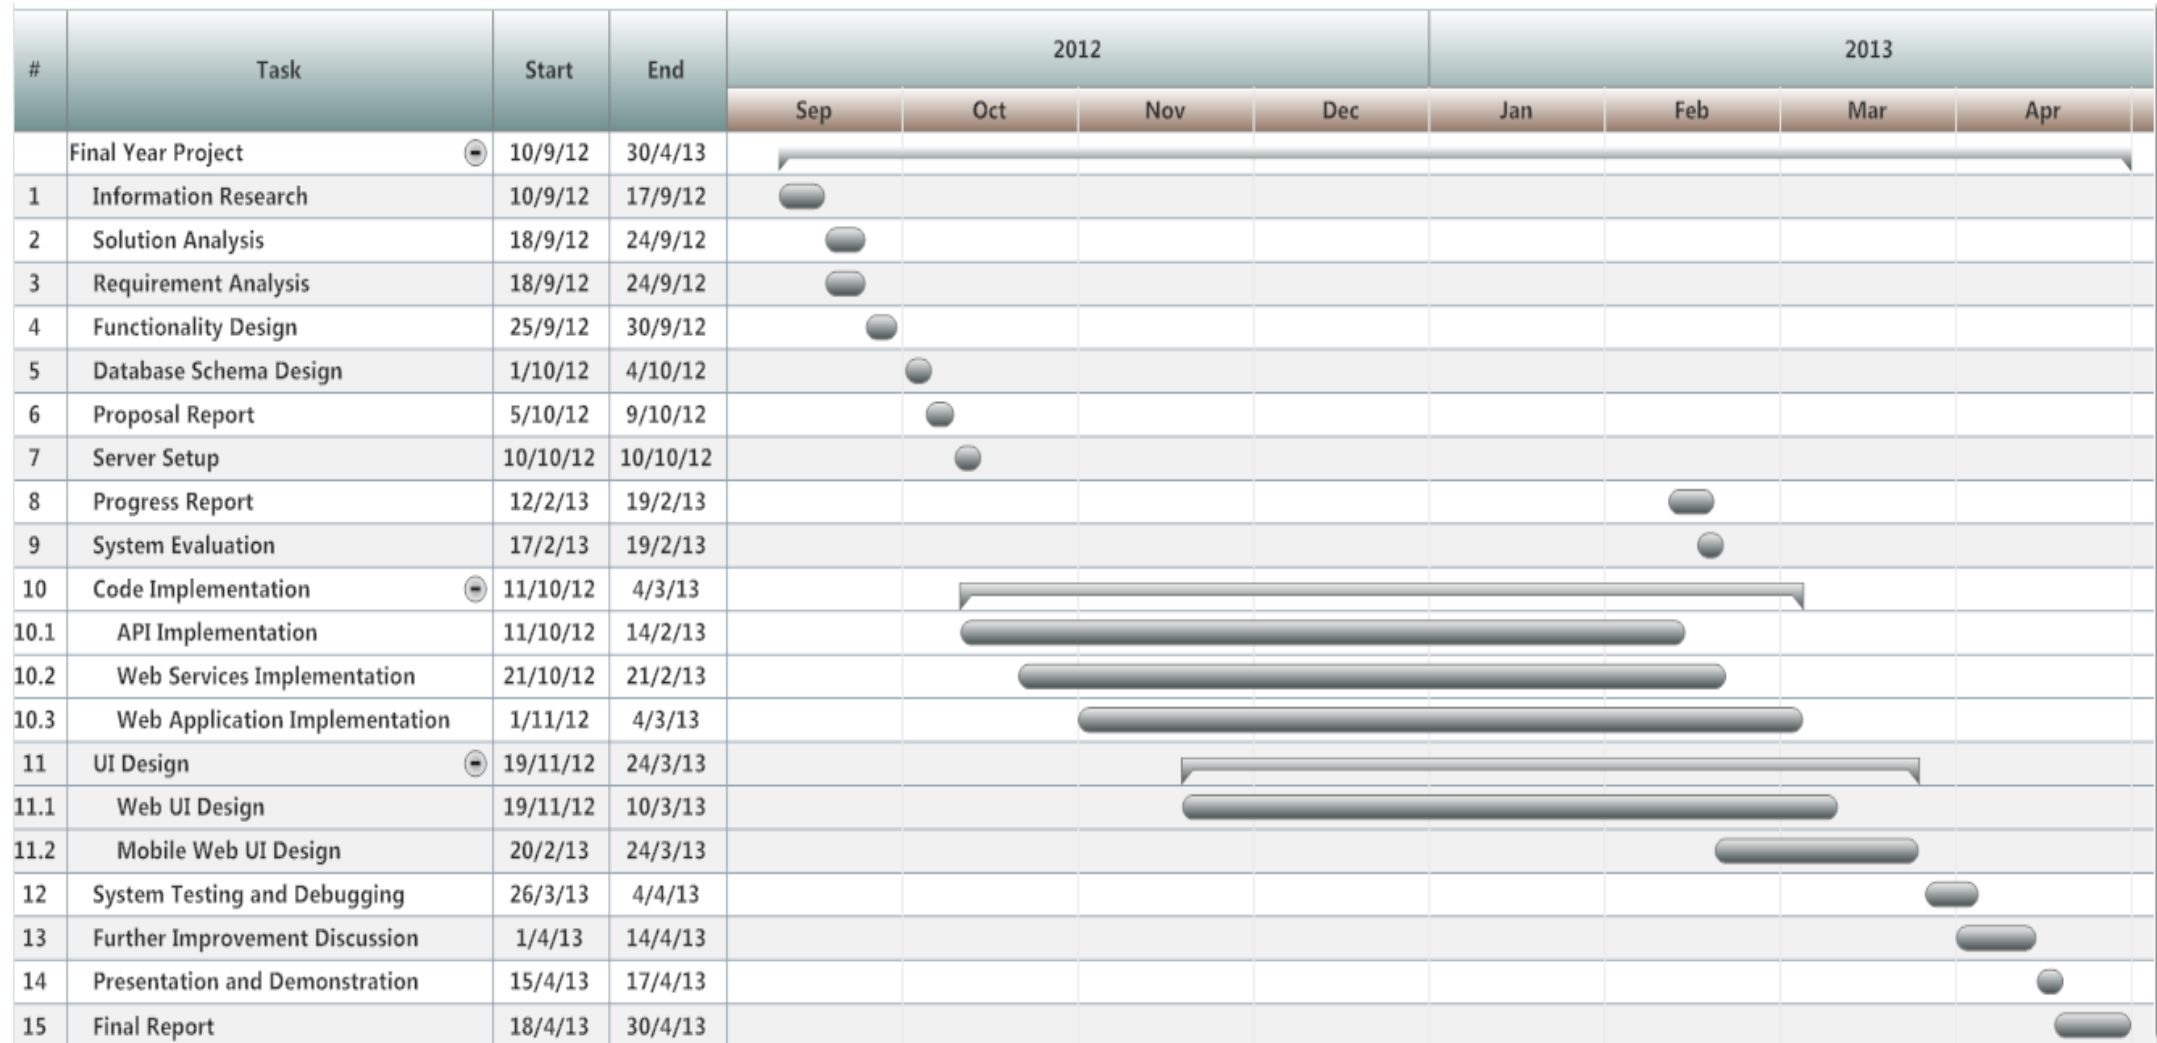 # Task Start End 2012 2013
Sep Oct Nov Dec Jan Feb Mar Apr
Final Year Project 10/9/12 30/4/13
1 Information Research 10/9/12 17/9/12
2 Solution Analysis 18/9/12 24/9/12
3 Requirement Analysis 18/9/12 24/9/12
4 Functionality Design 25/9/12 30/9/12
5 Database Schema Design 1/10/12 4/10/12
6 Proposal Report 5/10/12 9/10/12
7 Server Setup 10/10/12 10/10/12
8 Progress Report 12/2/13 19/2/13
9 System Evaluation 17/2/13 19/2/13
10 Code Implementation 11/10/12 4/3/13
10.1 API Implementation 11/10/12 14/2/13
10.2 Web Services Implementation 21/10/12 21/2/13
10.3 Web Application Implementation 1/11/12 4/3/13
11 UI Design 19/11/12 24/3/13
11.1 Web UI Design 19/11/12 10/3/13
11.2 Mobile Web UI Design 20/2/13 24/3/13
12 System Testing and Debugging 26/3/13 4/4/13
13 Further Improvement Discussion 1/4/13 14/4/13
14 Presentation and Demonstration 15/4/13 17/4/13
15 Final Report 18/4/13 30/4/13